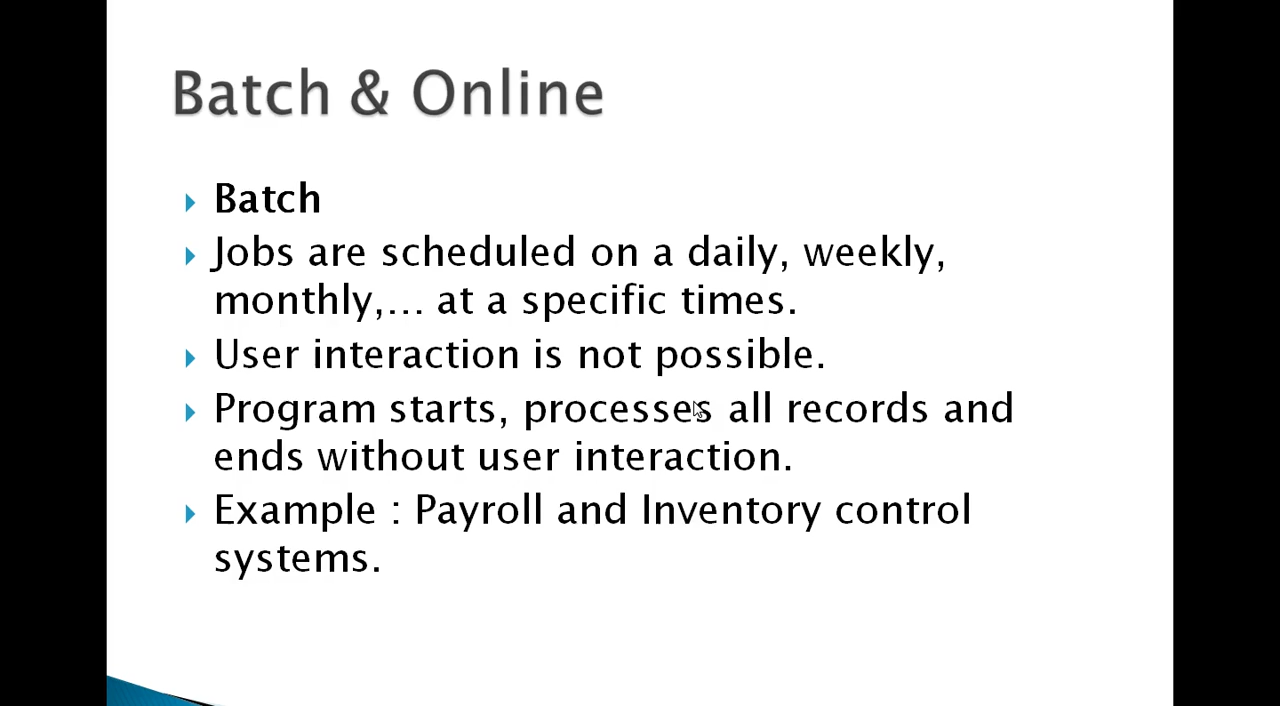 Batch & Online
Batch
Jobs are scheduled on a daily, weekly,
monthly,... at a specific times.
User interaction is not possible.
Program starts, processes all records and
ends without user interaction.
Example : Payroll and Inventory control
systems.